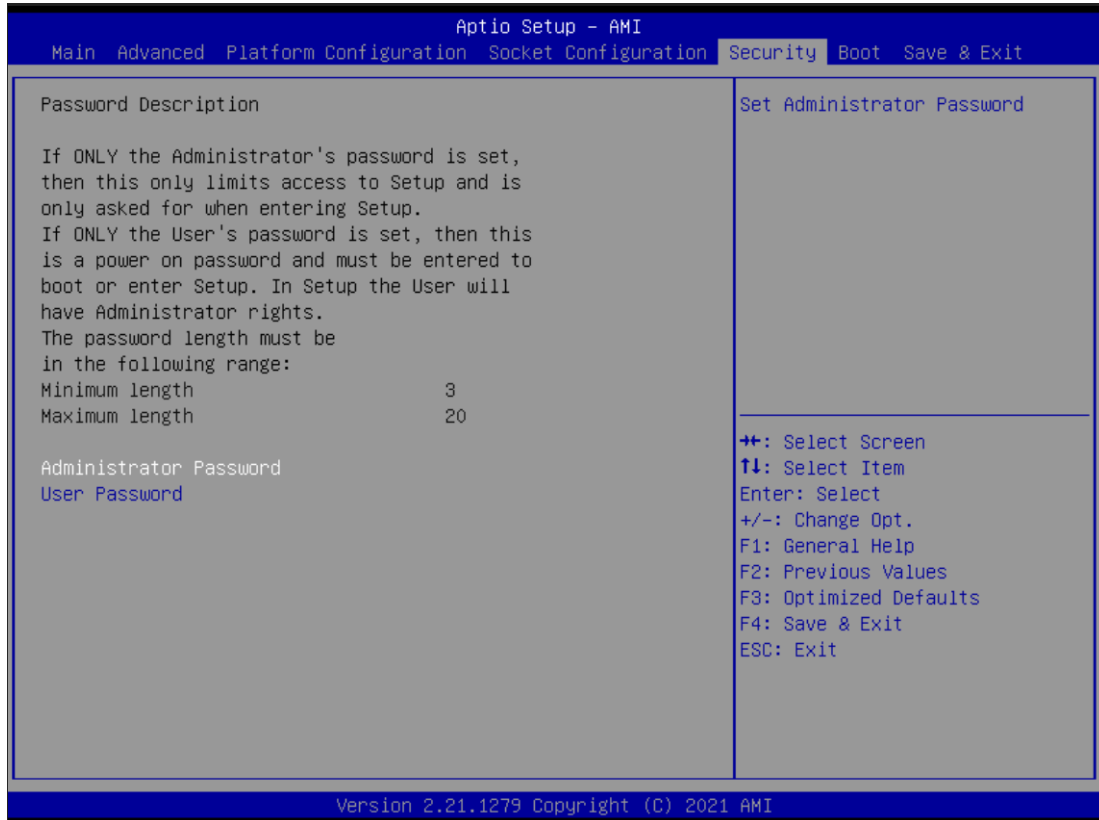 Aptio Setup – AMI
Main Advanced Platform Configuration Socket Configuration Security Boot Save & Exit
Password Description
If ONLY the Administrator's password is set,
then this only limits access to Setup and is
only asked for when entering Setup.
If ONLY the User's password is set, then this
is a power on password and must be entered to
boot or enter Setup. In Setup the User will
have Administrator rights.
The password length must be
in the following range:
Minimum length 3
Maximum length 20
Administrator Password
User Password
Set Administrator Password
→←: Select Screen
↑↓: Select Item
Enter: Select
+/-: Change Opt.
F1: General Help
F2: Previous Values
F3: Optimized Defaults
F4: Save & Exit
ESC: Exit
Version 2.21.1279 Copyright (C) 2021 AMI